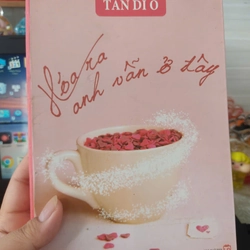 TÂN DI Ổ
Hóa ra
anh vẫn ở đây